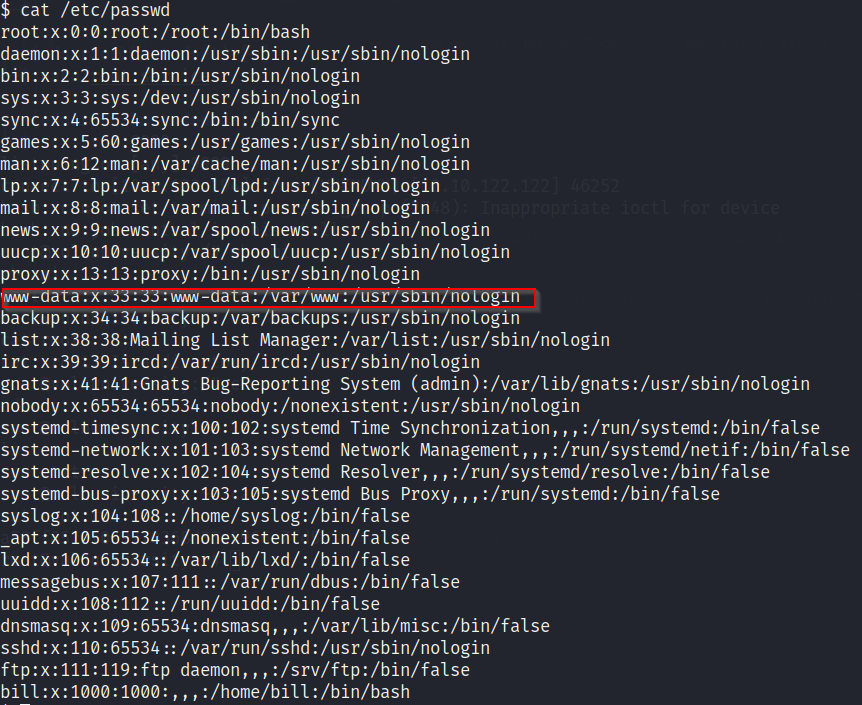 $ cat /etc/passwd
root:x:0:0:root:/root:/bin/bash
daemon:x:1:1:daemon:/usr/sbin:/usr/sbin/nologin
bin:x:2:2:bin:/bin:/usr/sbin/nologin
sys:x:3:3:sys:/dev:/usr/sbin/nologin
sync:x:4:65534:sync:/bin:/bin/sync
games:x:5:60:games:/usr/games:/usr/sbin/nologin
man:x:6:12:man:/var/cache/man:/usr/sbin/nologin
lp:x:7:7:lp:/var/spool/lpd:/usr/sbin/nologin .10.122.122] 46252
mail:x:8:8:mail:/var/mail:/usr/sbin/nologin 48): Inappropriate ioctl for device
news:x:9:9:news:/var/spool/news:/usr/sbin/nologin
uucp:x:10:10:uucp:/var/spool/uucp:/usr/sbin/nologin
proxy:x:13:13:proxy:/bin:/usr/sbin/nologin
www-data:x:33:33:www-data:/var/www:/usr/sbin/nologin
backup:x:34:34:backup:/var/backups:/usr/sbin/nologin
list:x:38:38:Mailing List Manager:/var/list:/usr/sbin/nologin
irc:x:39:39:ircd:/var/run/ircd:/usr/sbin/nologin
gnats:x:41:41:Gnats Bug-Reporting System (admin):/var/lib/gnats:/usr/sbin/nologin
nobody:x:65534:65534:nobody:/nonexistent:/usr/sbin/nologin
systemd-timesync:x:100:102:systemd Time Synchronization,,,:/run/systemd:/bin/false
systemd-network:x:101:103:systemd Network Management,,,:/run/systemd/netif:/bin/false
systemd-resolve:x:102:104:systemd Resolver,,,:/run/systemd/resolve:/bin/false
systemd-bus-proxy:x:103:105:systemd Bus Proxy,,,:/run/systemd:/bin/false
syslog:x:104:108::/home/syslog:/bin/false
_apt:x:105:65534::/nonexistent:/bin/false
lxd:x:106:65534::/var/lib/lxd/:/bin/false
messagebus:x:107:111::/var/run/dbus:/bin/false
uuidd:x:108:112::/run/uuidd:/bin/false
dnsmasq:x:109:65534:dnsmasq,,,:/var/lib/misc:/bin/false
sshd:x:110:65534::/var/run/sshd:/usr/sbin/nologin
ftp:x:111:119:ftp daemon,,,:/srv/ftp:/bin/false
bill:x:1000:1000:,,,:/home/bill:/bin/bash